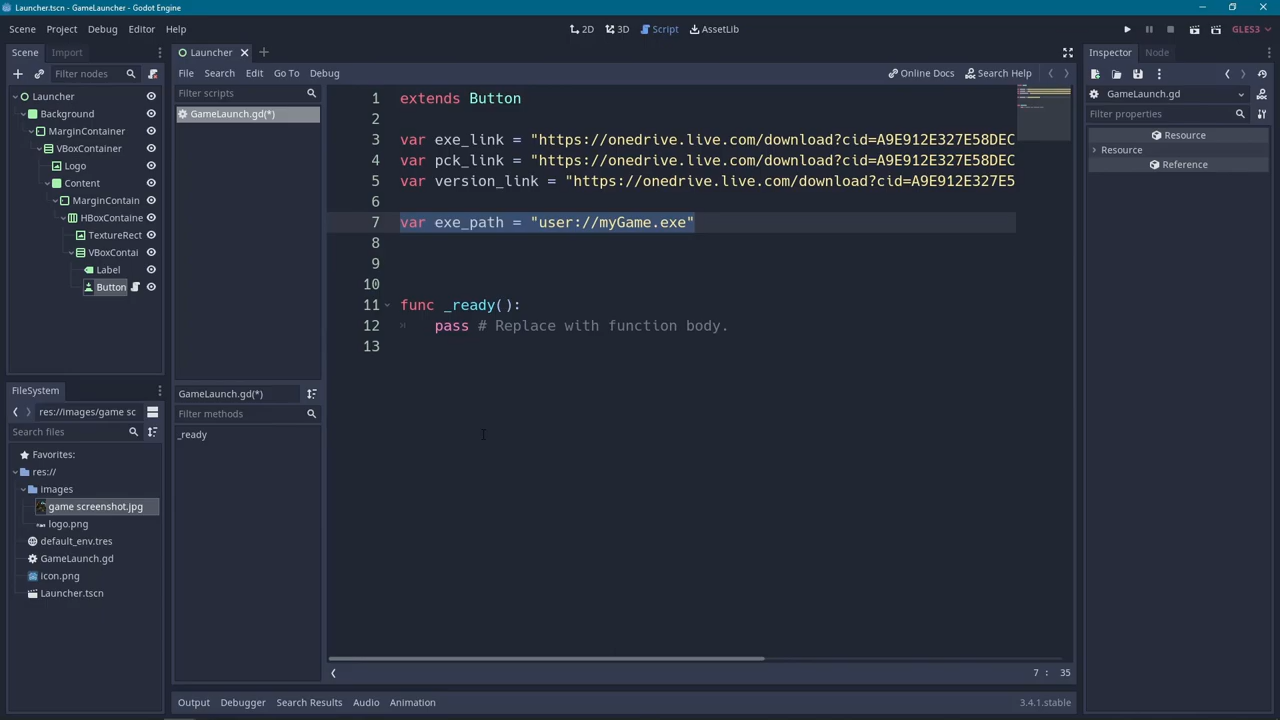 Launcher.tscn - GameLauncher - Godot Engine
Scene Project Debug Editor Help
2D 3D Script AssetLib
GLES3
Scene Import
Filter nodes
Launcher
Background
MarginContainer
VBoxContainer
Logo
Content
MarginContain
HBoxContaine
TextureRect
VBoxContai
Label
Button
FileSystem
res://images/game sc
Search files
Favorites:
res://
images
game screenshot.jpg
logo.png
default_env.tres
GameLaunch.gd
icon.png
Launcher.tscn
Launcher
File Search Edit Go To Debug
Online Docs Search Help
Filter scripts
GameLaunch.gd(*)
GameLaunch.gd(*)
Filter methods
_ready
1 extends Button
2
3 var exe_link = "https://onedrive.live.com/download?cid=A9E912E327E58DEC
4 var pck_link = "https://onedrive.live.com/download?cid=A9E912E327E58DEC
5 var version_link = "https://onedrive.live.com/download?cid=A9E912E327E5
6
7 var exe_path = "user://myGame.exe"
8
9
10
11 func _ready():
12 pass # Replace with function body.
13
7 : 35
Output Debugger Search Results Audio Animation
3.4.1.stable
Inspector Node
GameLaunch.gd
Filter properties
Resource
Resource
Reference